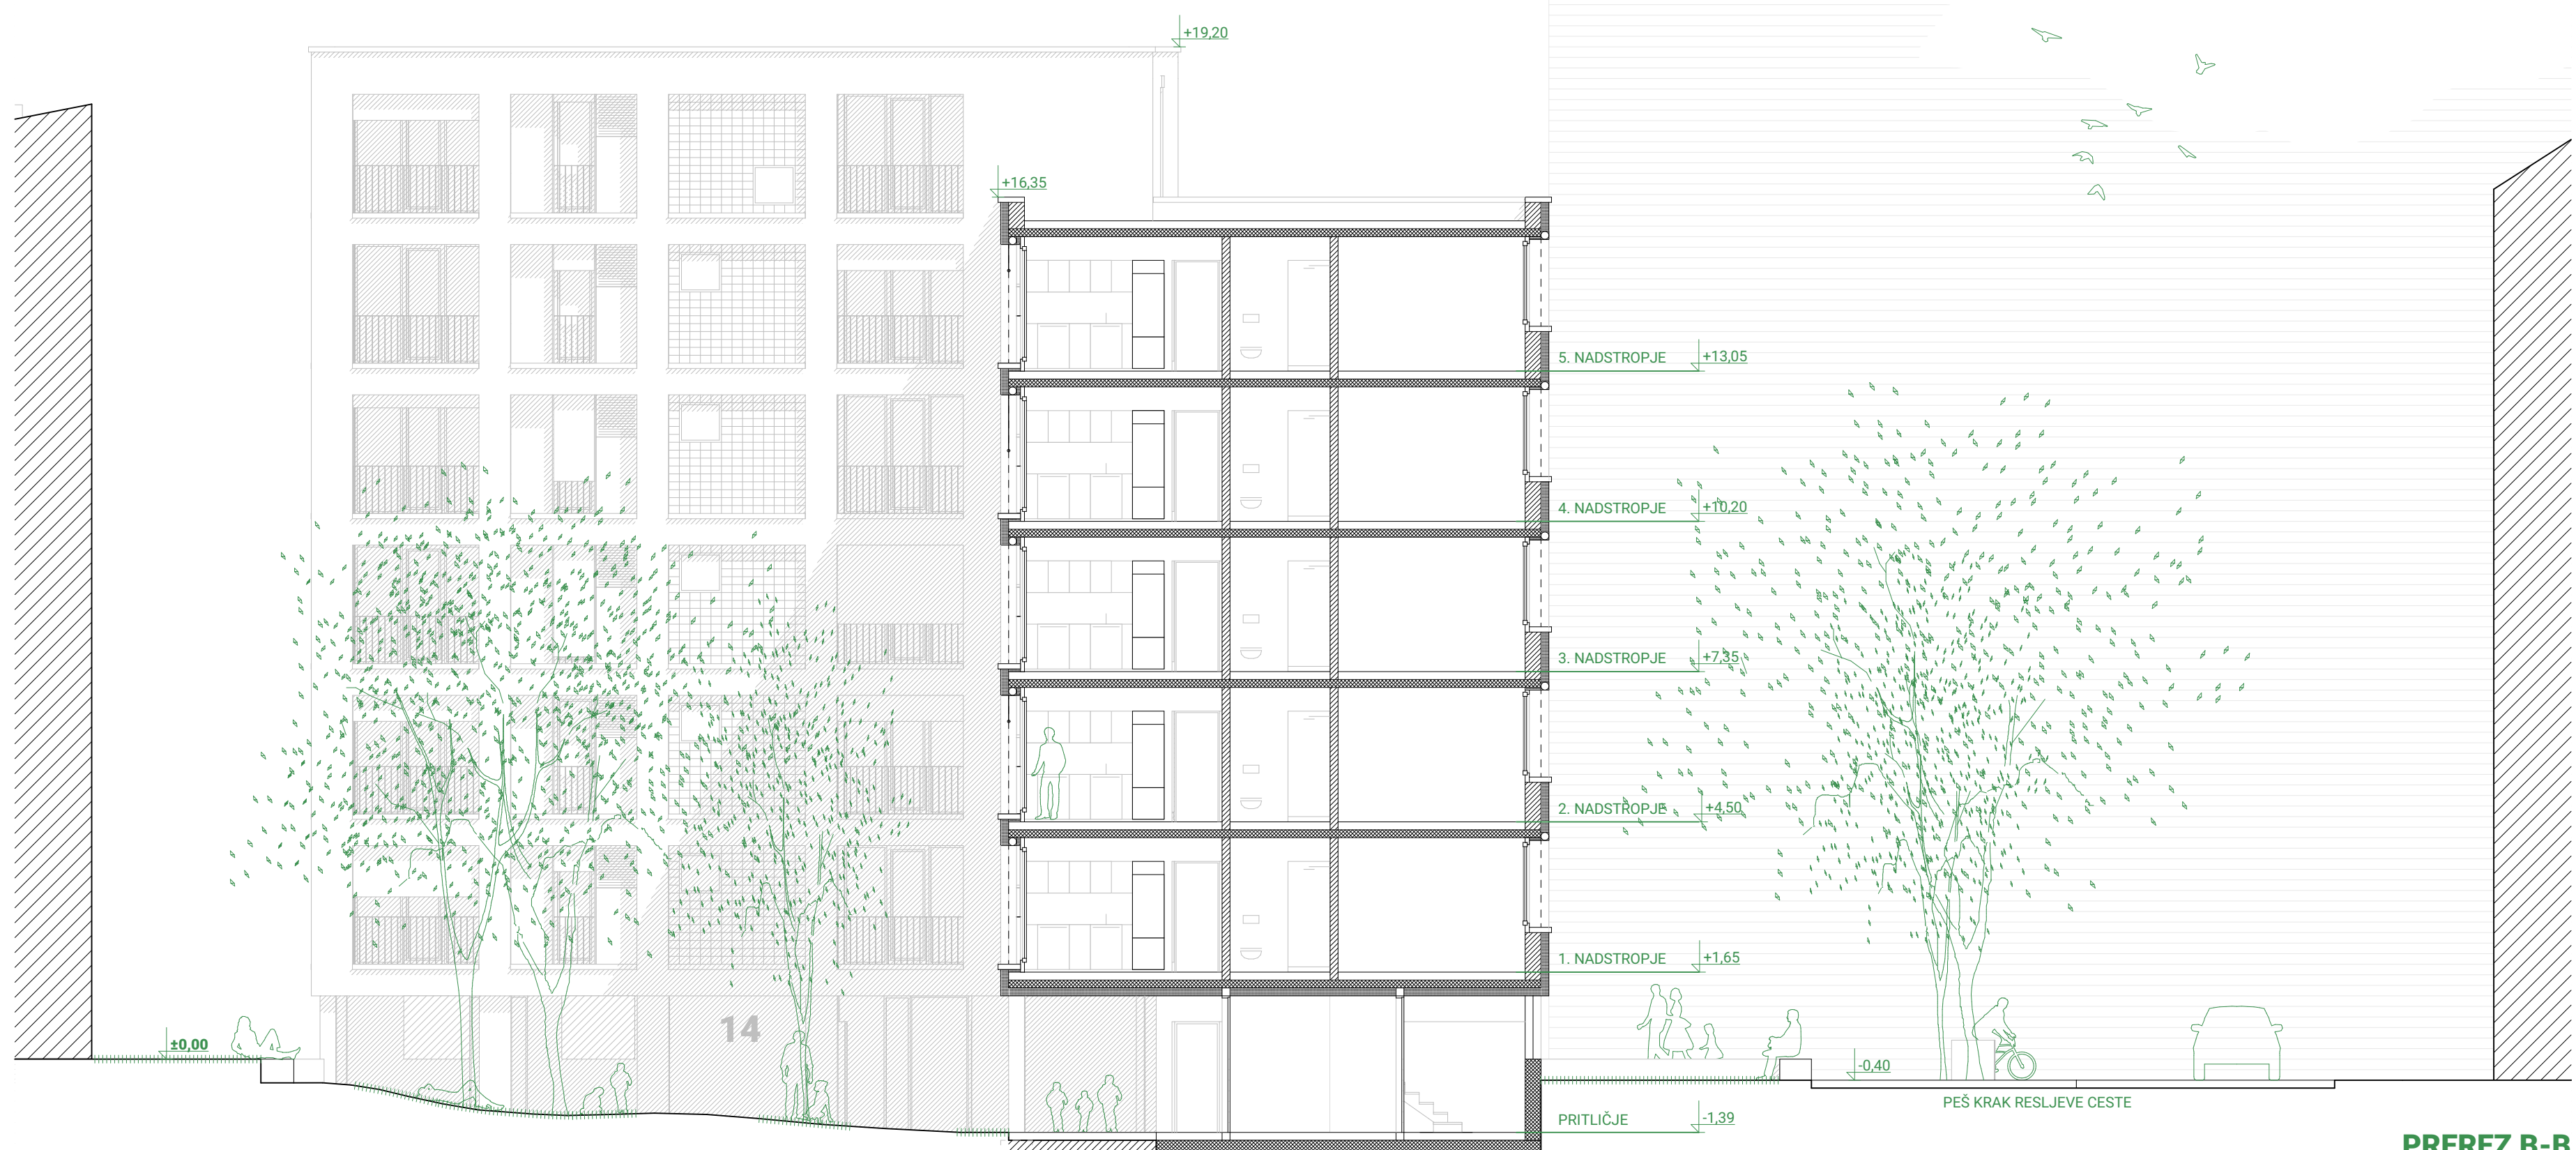 +19,20
+16,35
5. NADSTROPJE +13,05
4. NADSTROPJE +10,20
3. NADSTROPJE +7,35
2. NADSTROPJE +4,50
1. NADSTROPJE +1,65
14
±0,00
-0,40
PEŠ KRAK RESLJEVE CESTE
PRITLIČJE -1,39
PREREZ B-B